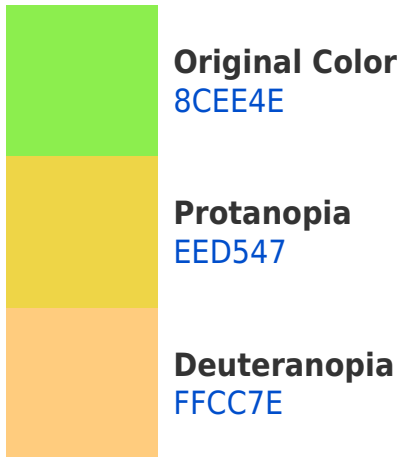 Original Color
8CEE4E
Protanopia
EED547
Deuteranopia
FFCC7E